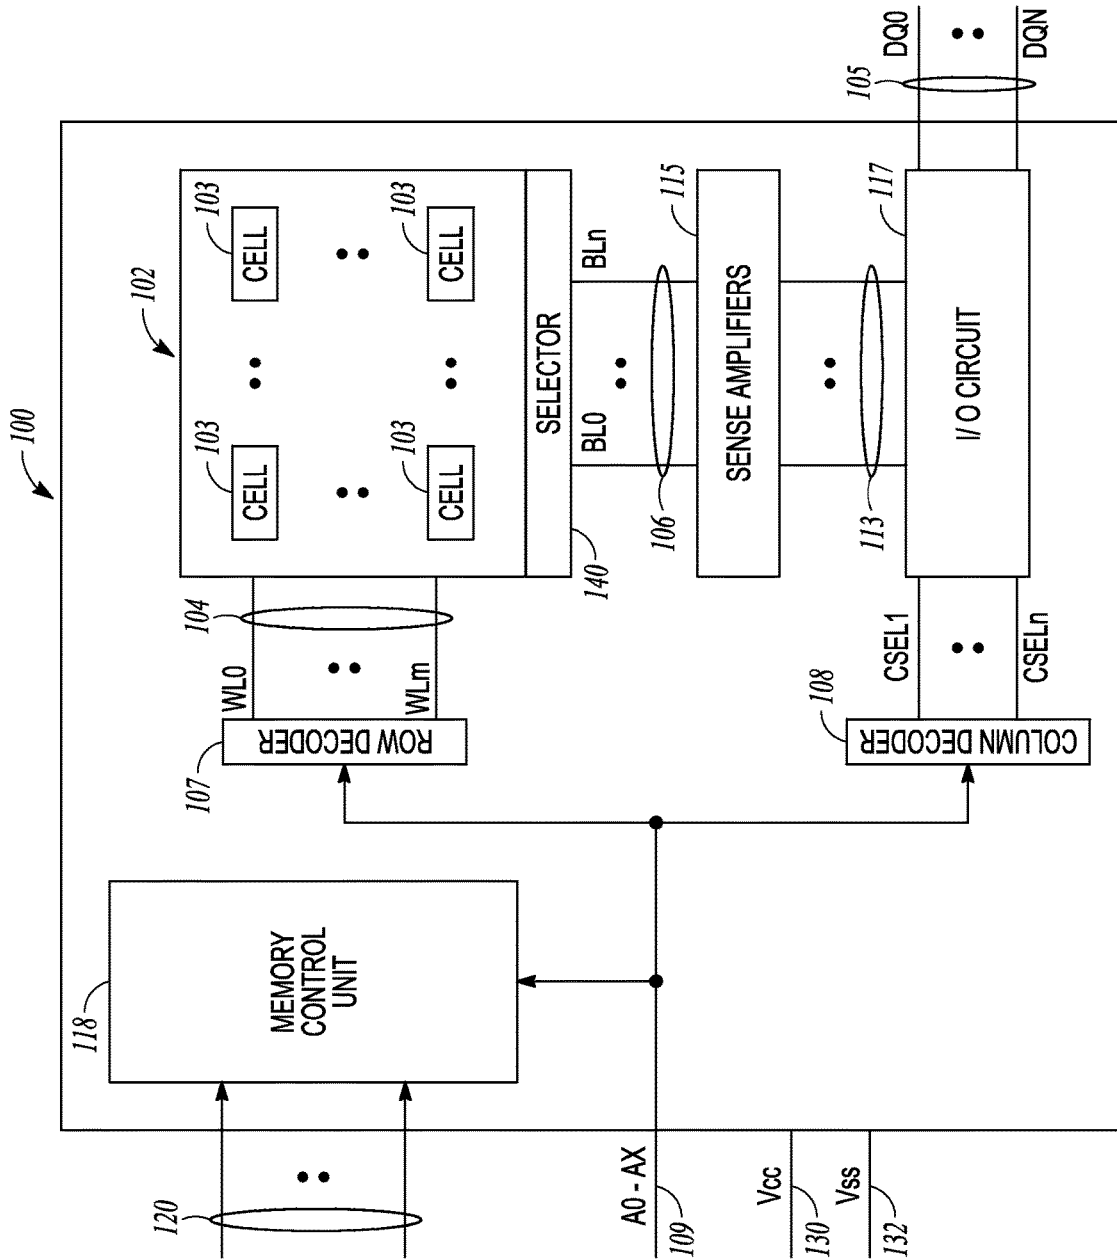 100
102
103
CELL
103
CELL
103
CELL
103
CELL
SELECTOR
140
104
WL0
WLm
107
ROW DECODER
BL0
BLn
106
115
SENSE AMPLIFIERS
113
117
I/O CIRCUIT
105
DQ0
DQN
CSEL1
CSELn
108
COLUMN DECODER
118
MEMORY
CONTROL
UNIT
120
A0 - AX
109
Vcc
130
Vss
132